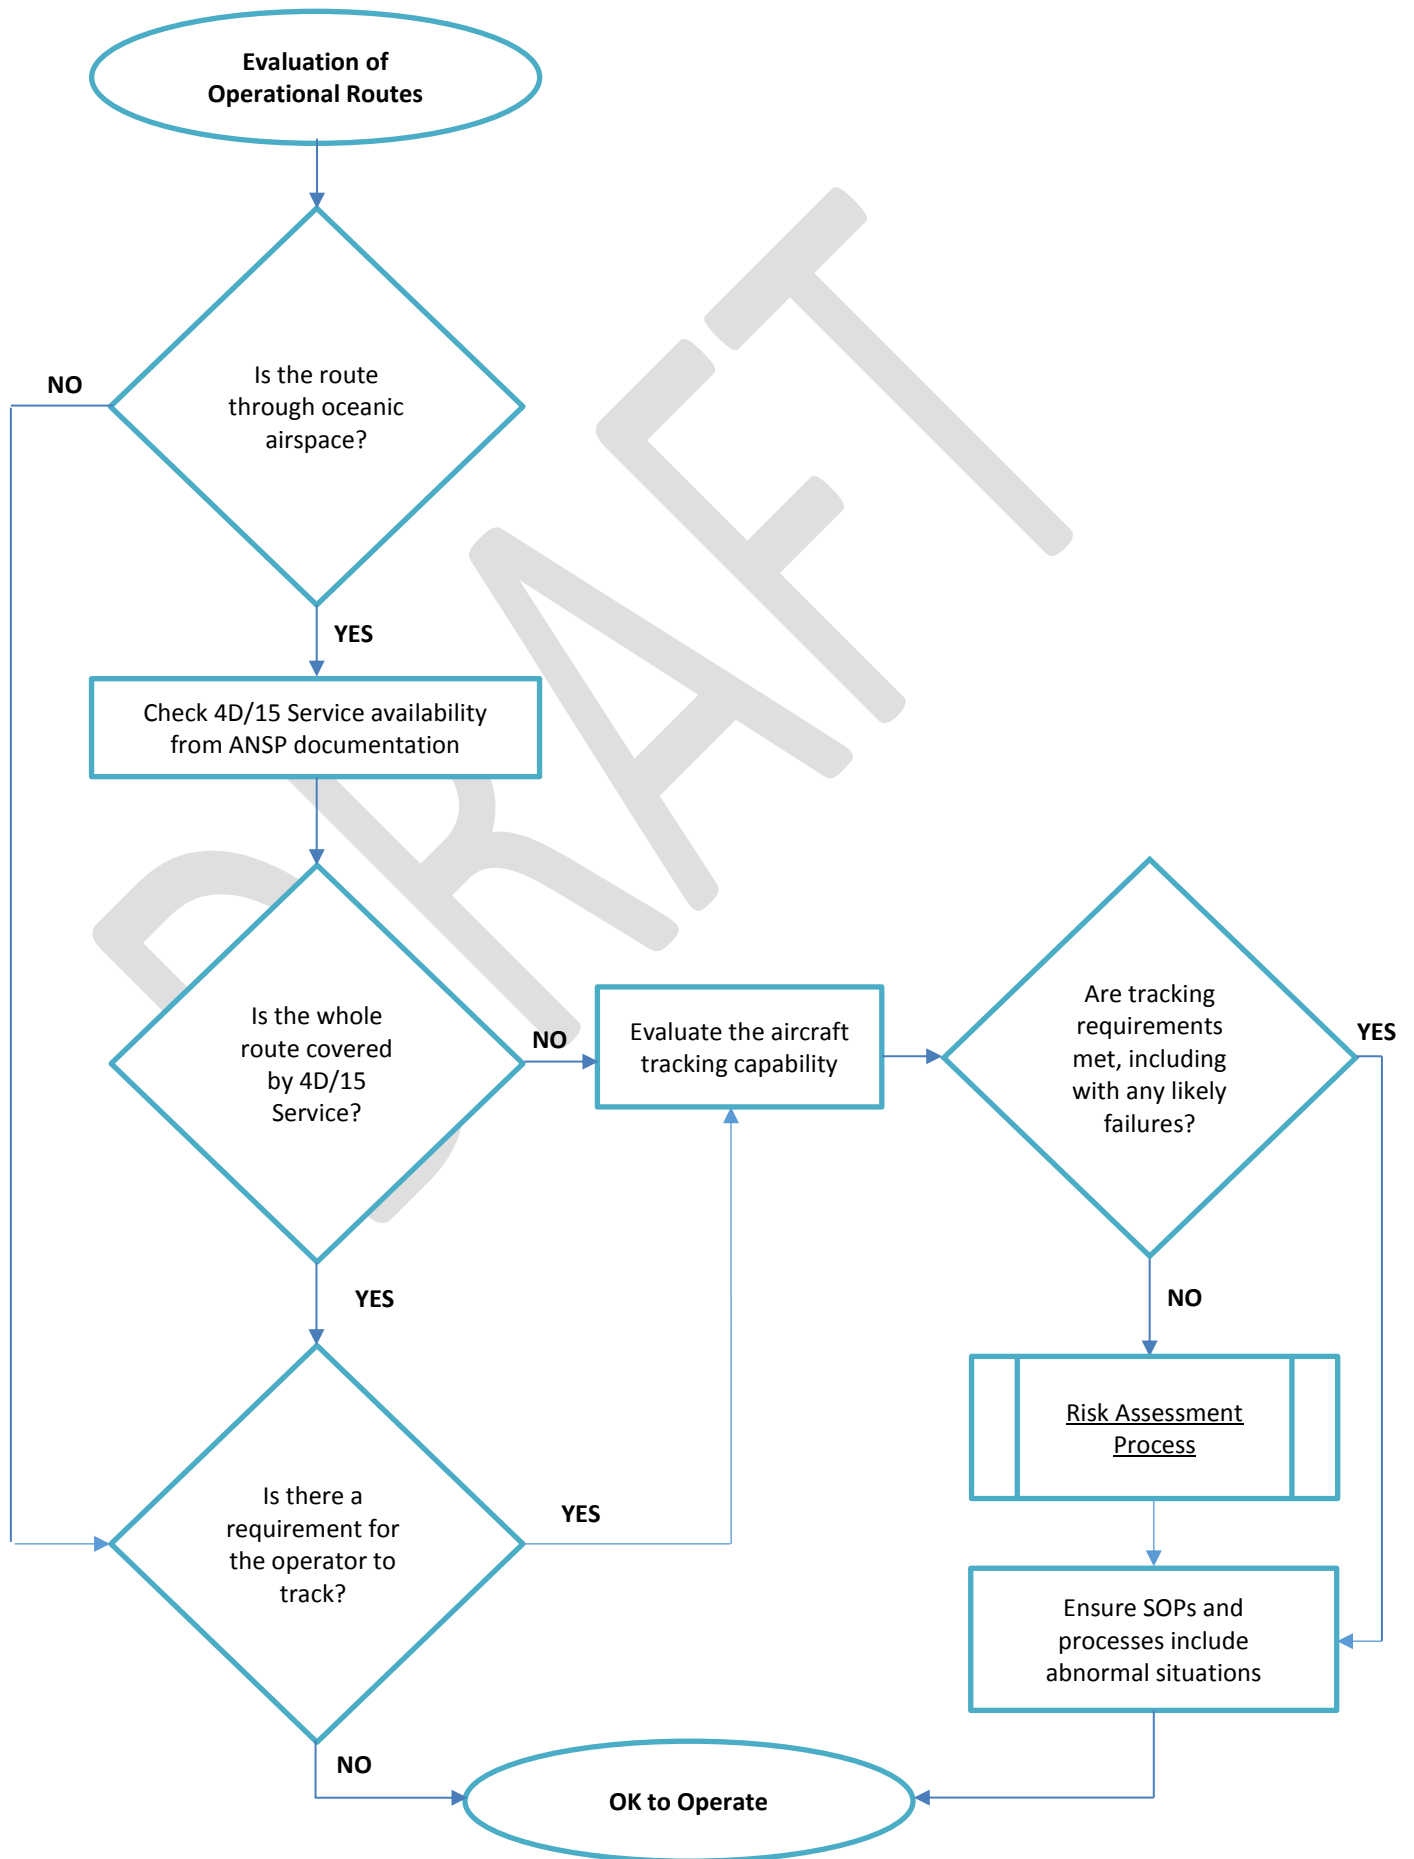 Evaluation of
Operational Routes
Is the route
through oceanic
airspace?
NO
YES
Check 4D/15 Service availability
from ANSP documentation
Is the whole
route covered
by 4D/15
Service?
NO
YES
Evaluate the aircraft
tracking capability
Are tracking
requirements
met, including
with any likely
failures?
YES
NO
Risk Assessment
Process
Is there a
requirement for
the operator to
track?
YES
NO
Ensure SOPs and
processes include
abnormal situations
OK to Operate
DRAFT